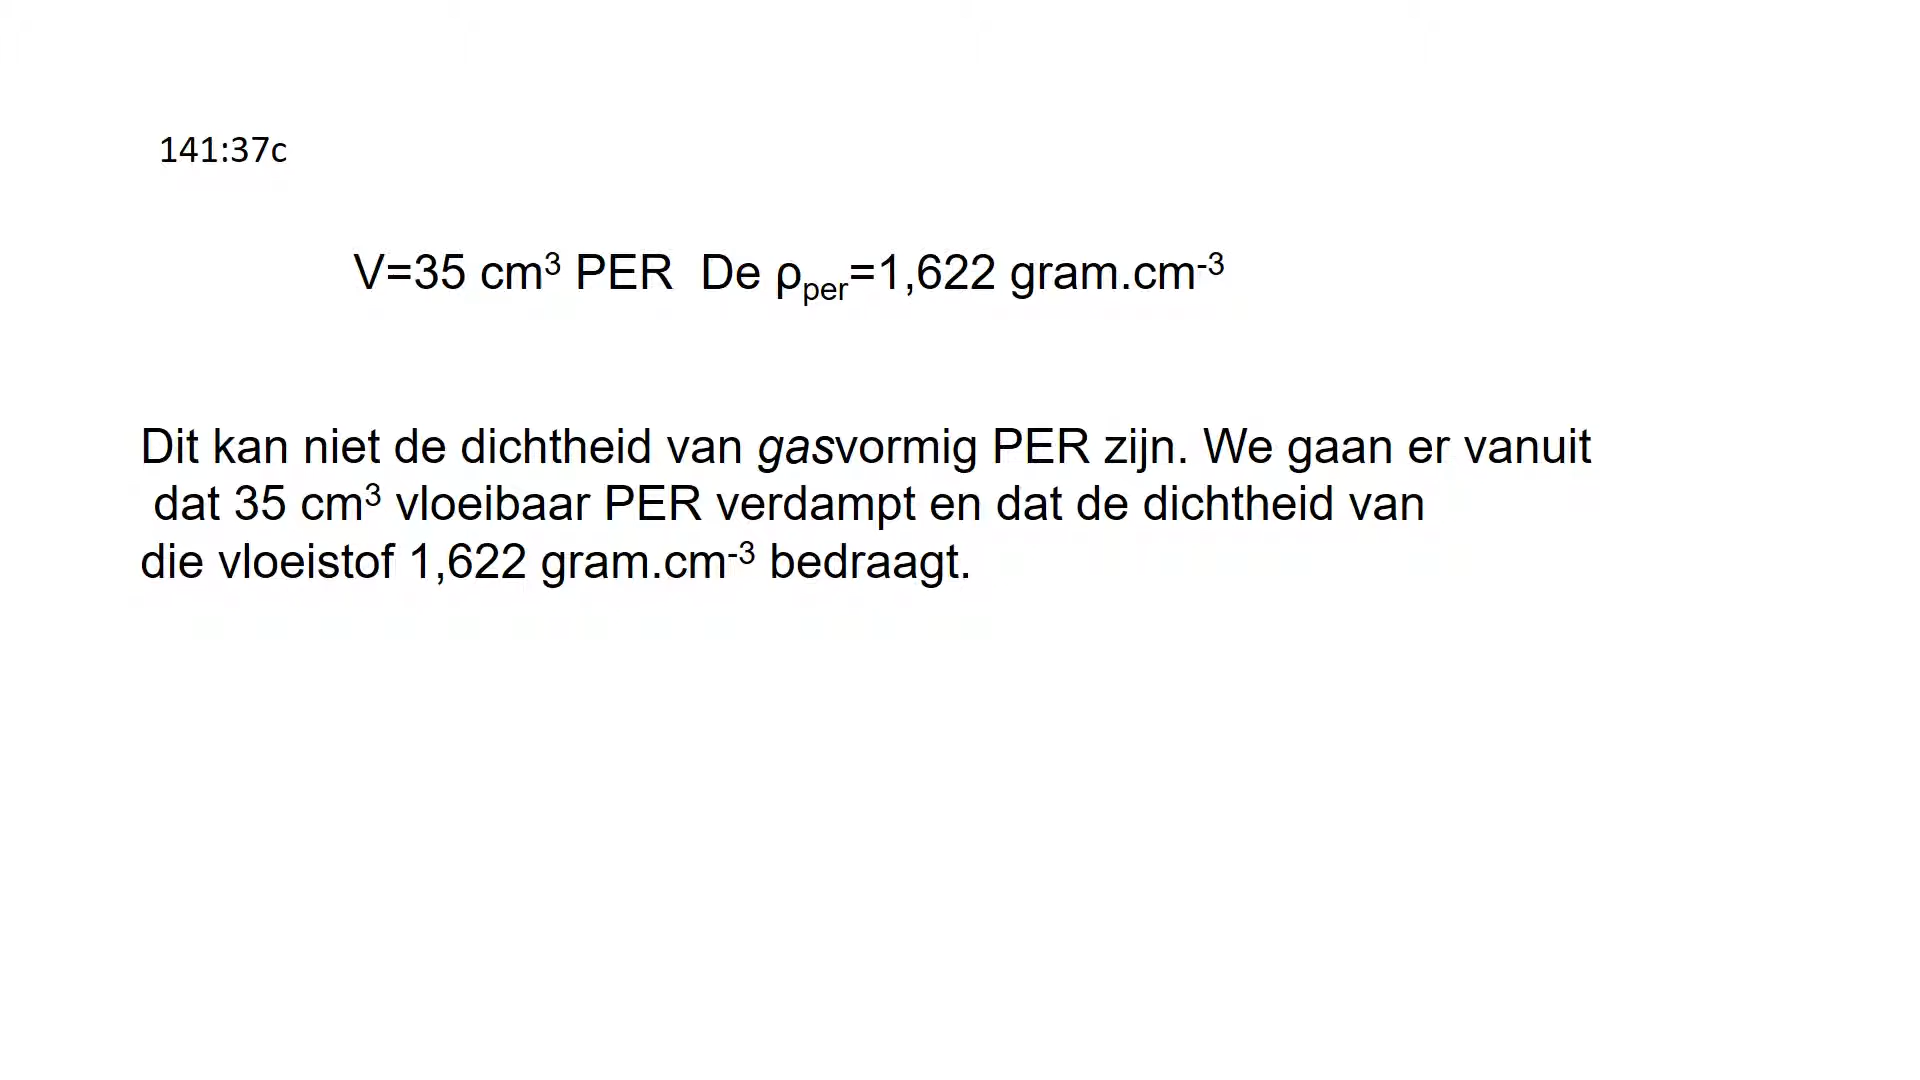 141:37c
V=35 cm³ PER  De ρper=1,622 gram.cm⁻³
Dit kan niet de dichtheid van gasvormig PER zijn. We gaan er vanuit
dat 35 cm³ vloeibaar PER verdampt en dat de dichtheid van
die vloeistof 1,622 gram.cm⁻³ bedraagt.